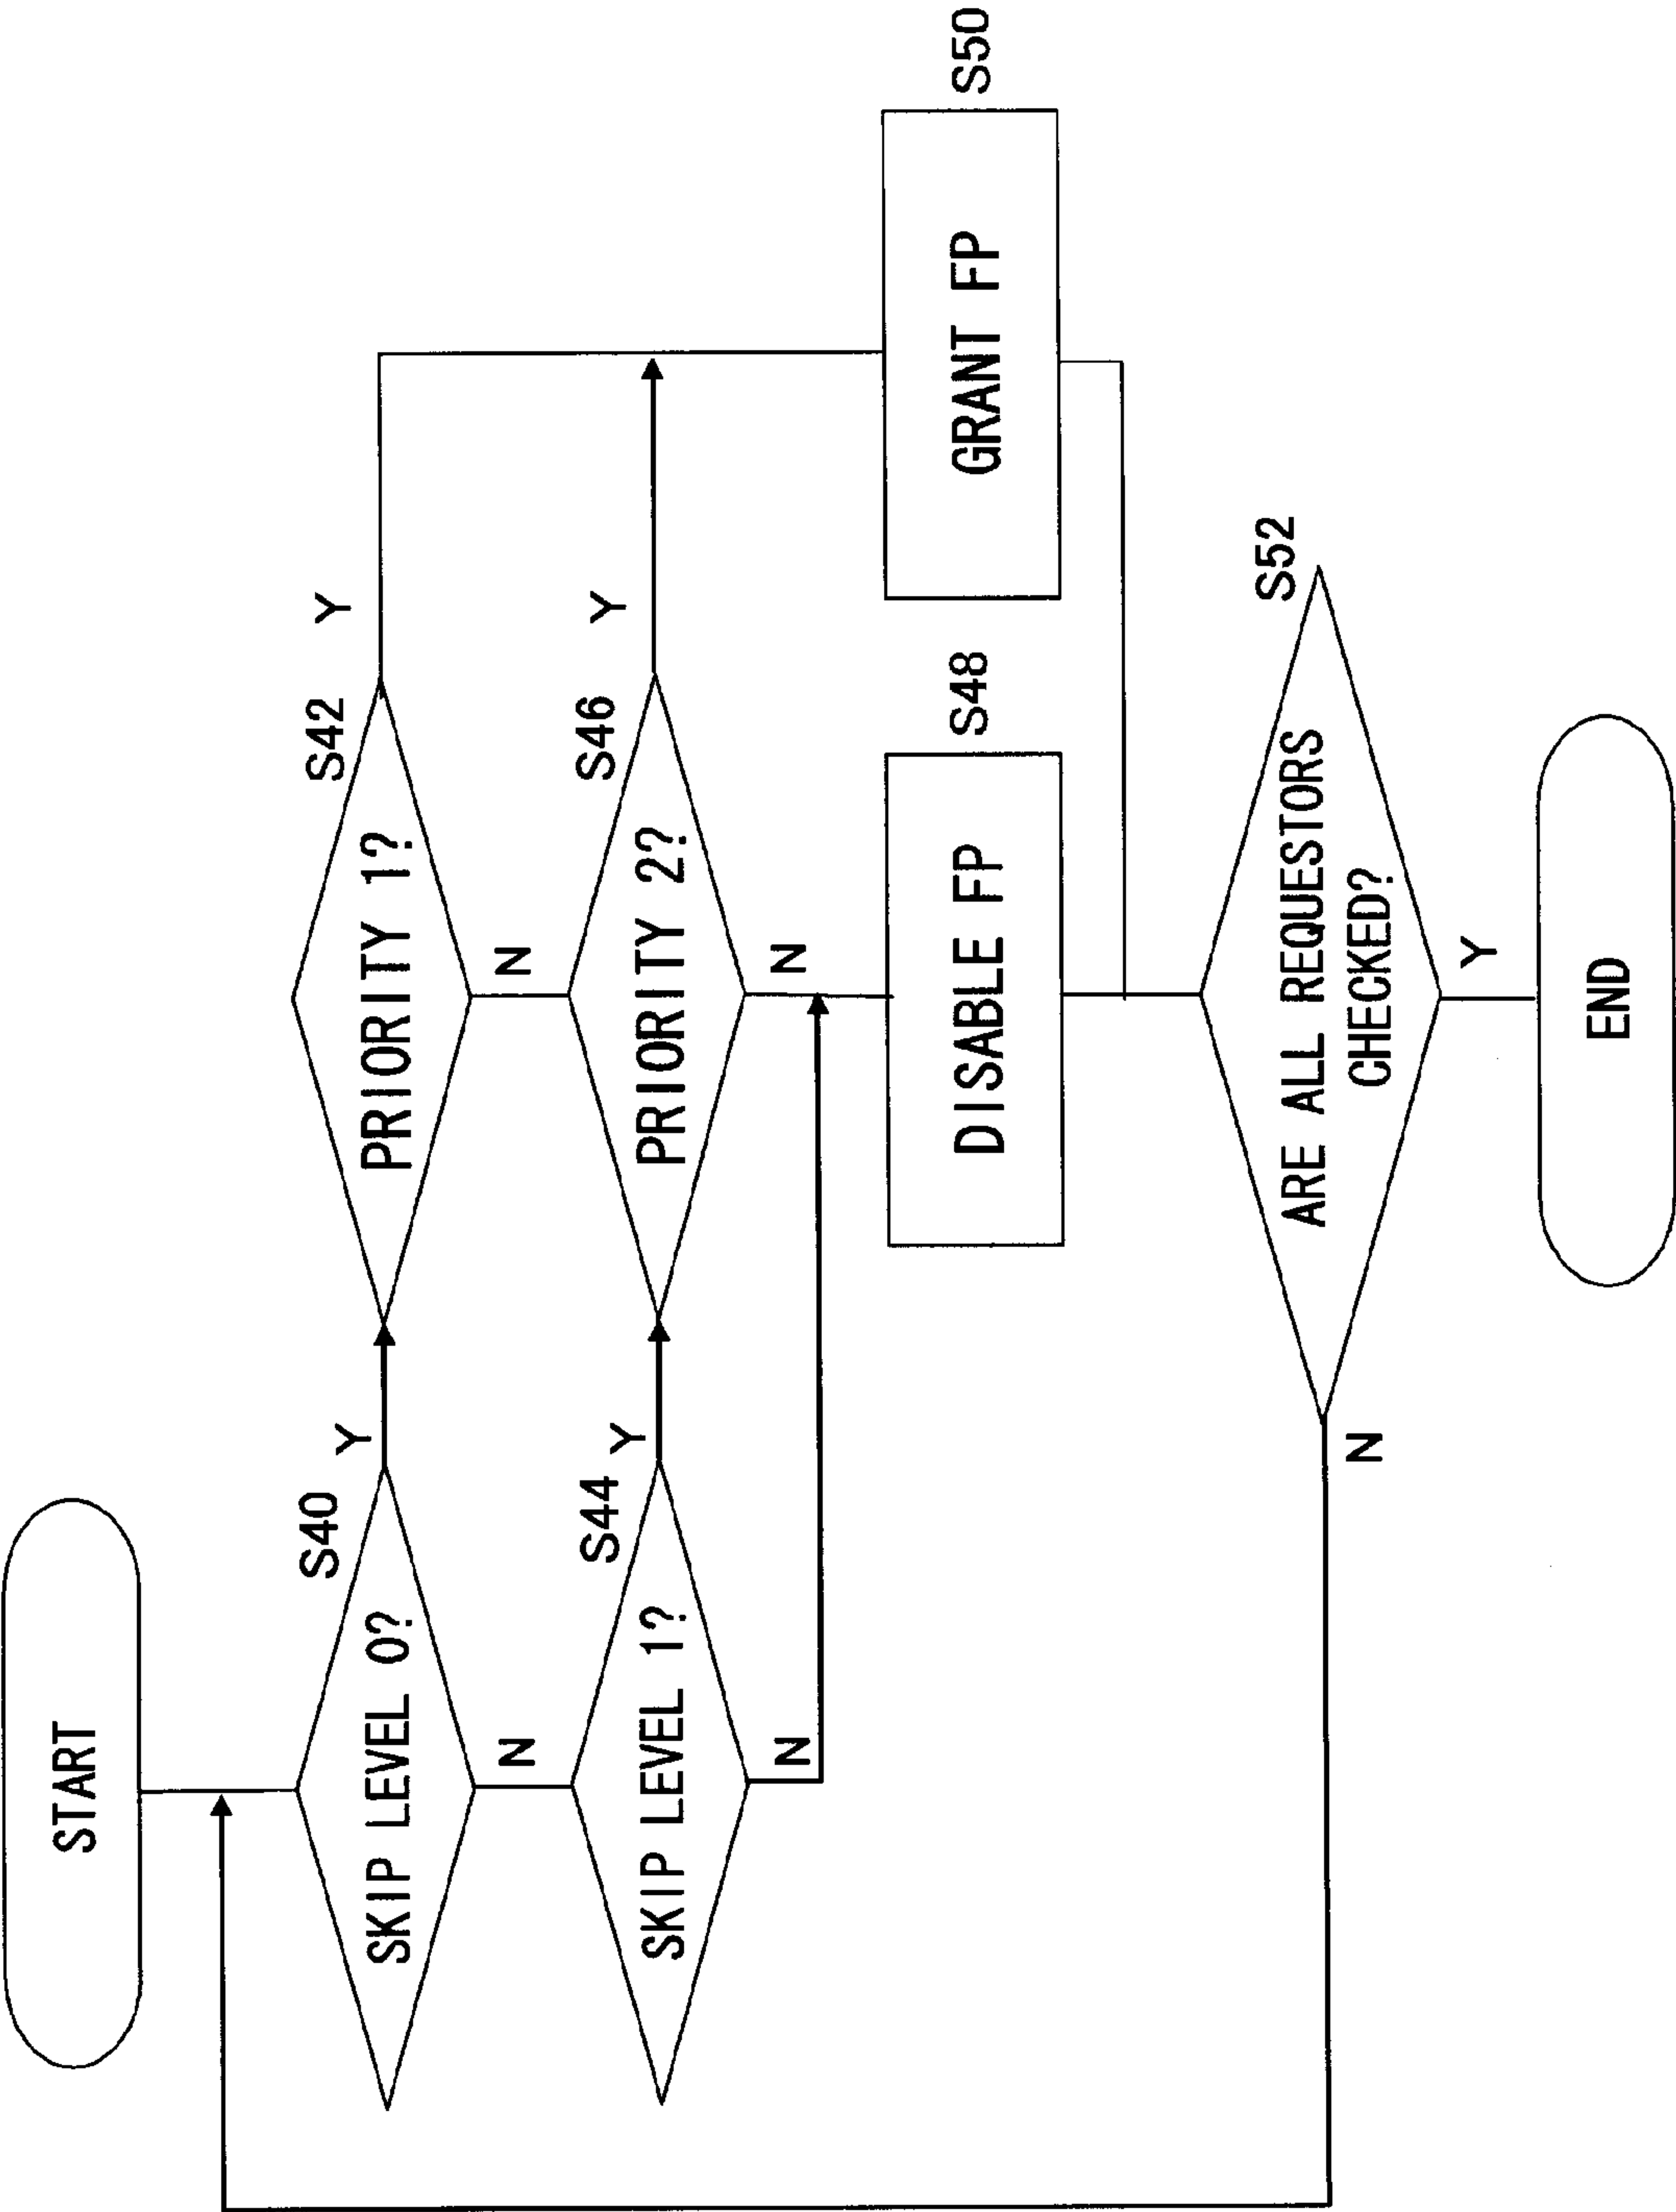 START
S40
SKIP LEVEL 0?
Y
N
S42
PRIORITY 1?
Y
N
S44
SKIP LEVEL 1?
Y
N
S46
PRIORITY 2?
Y
N
S48
DISABLE FP
S50
GRANT FP
S52
ARE ALL REQUESTORS
CHECKED?
N
Y
END